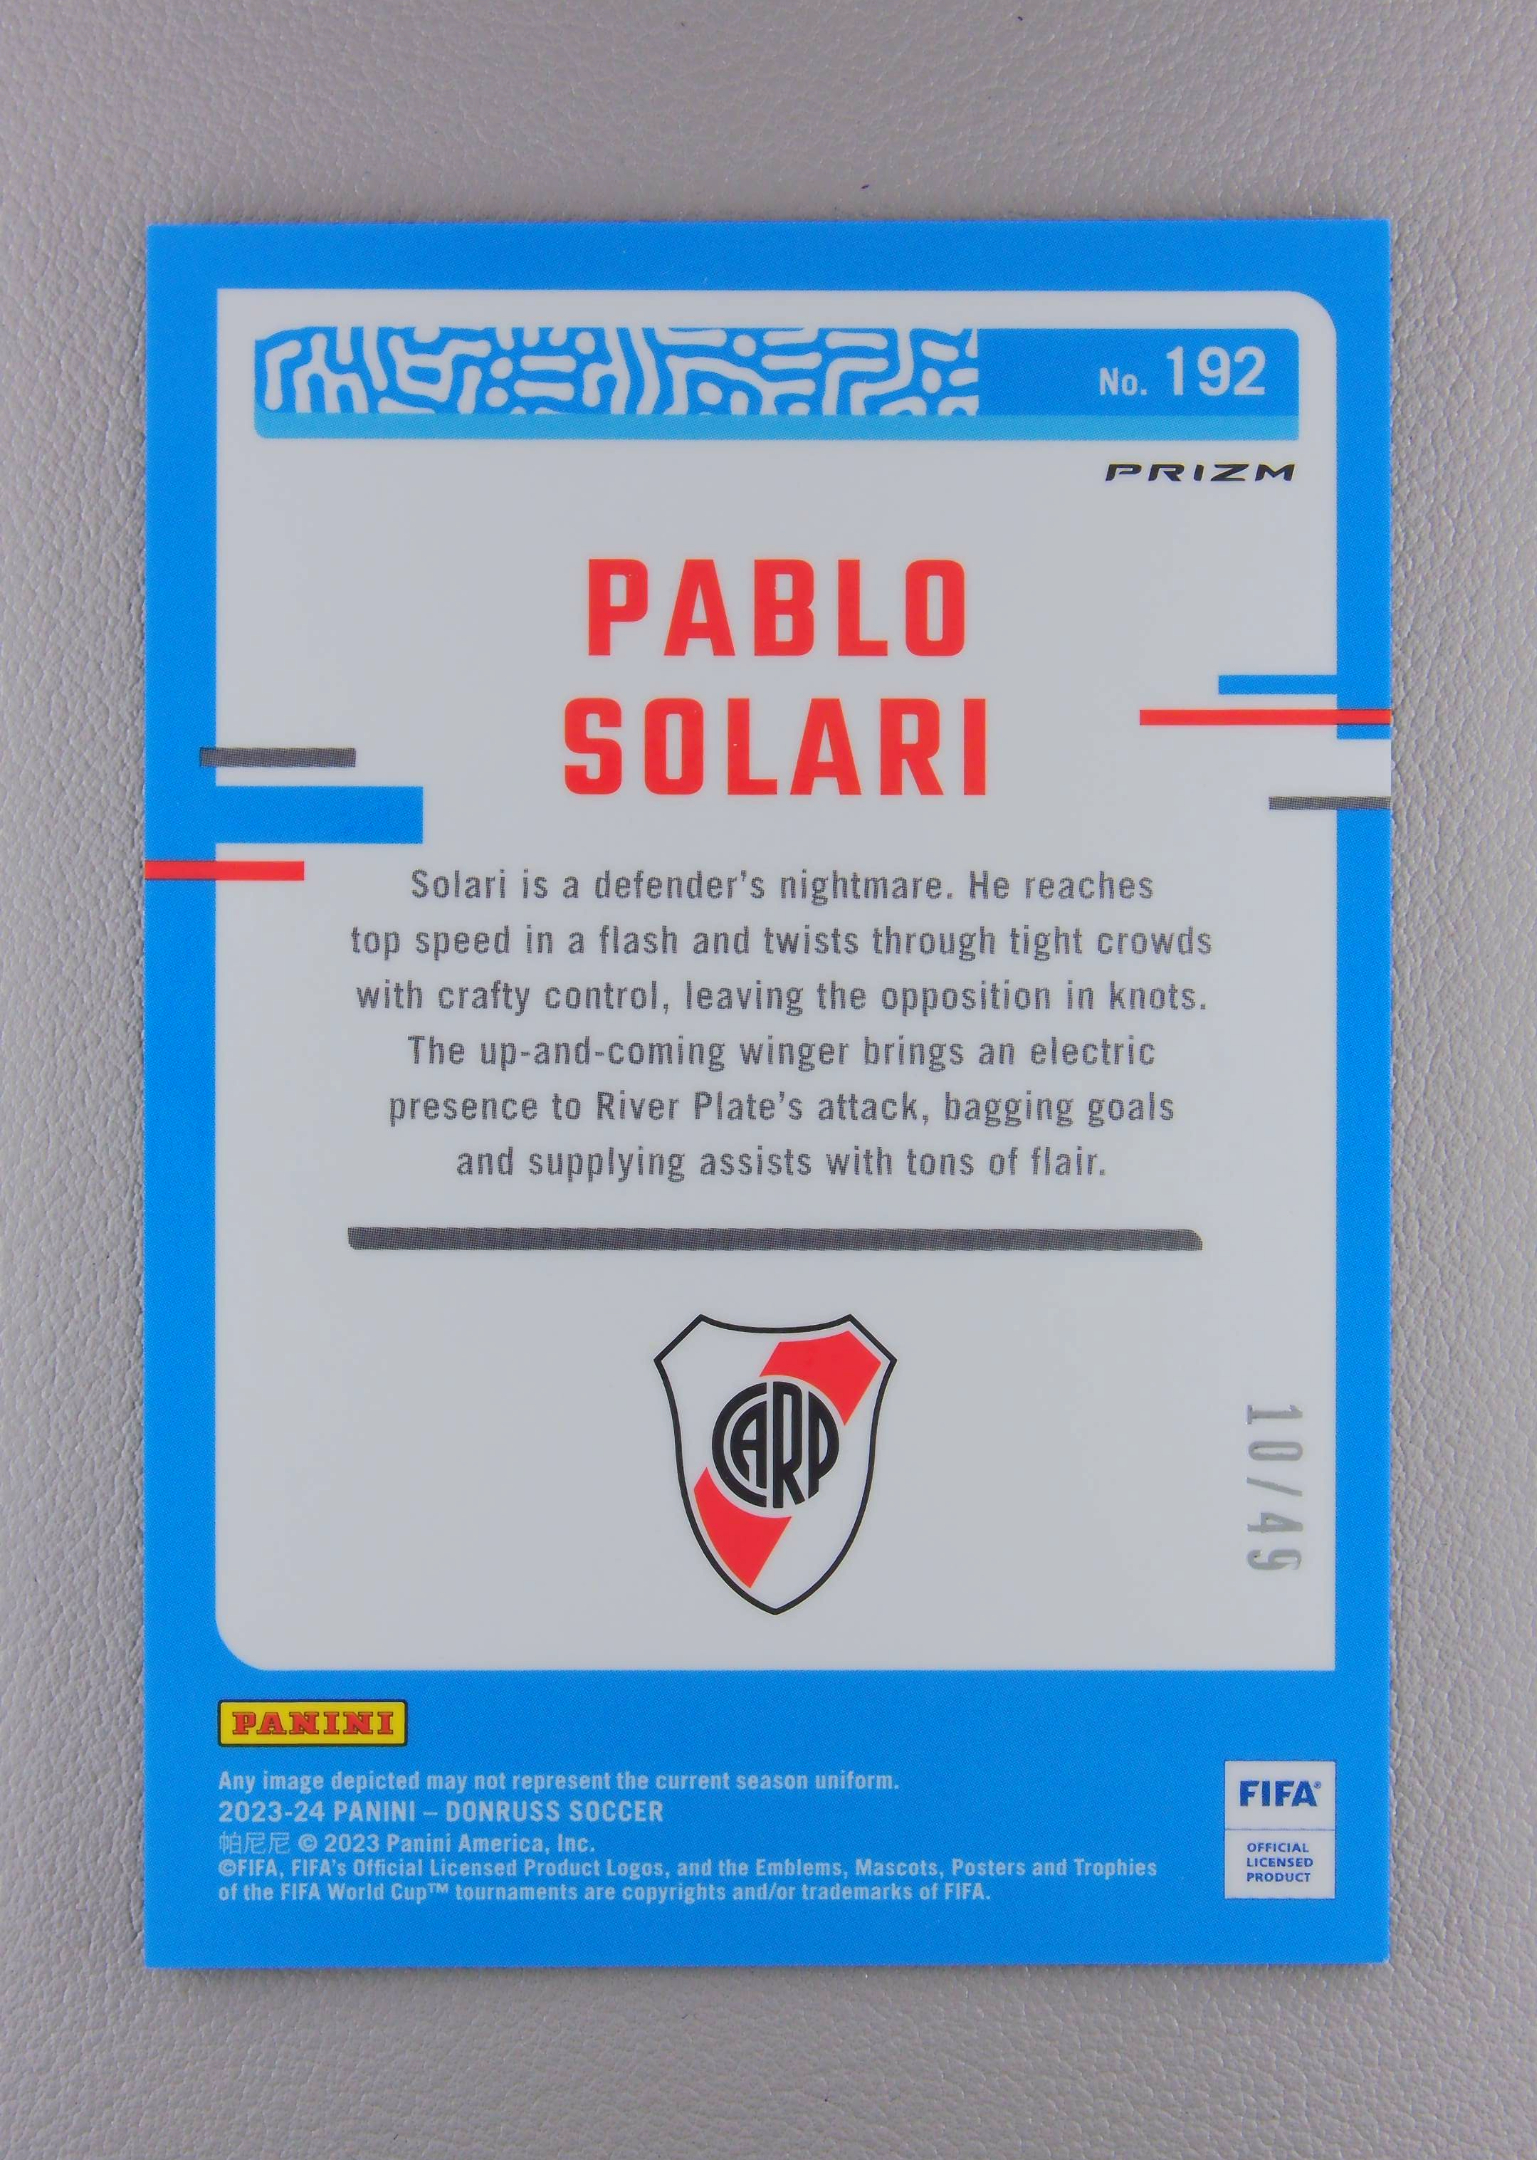 No. 192
PRIZM
PABLO
SOLARI
Solari is a defender's nightmare. He reaches
top speed in a flash and twists through tight crowds
with crafty control, leaving the opposition in knots.
The up-and-coming winger brings an electric
presence to River Plate's attack, bagging goals
and supplying assists with tons of flair.
CARP
10/49
PANINI
Any image depicted may not represent the current season uniform.
2023-24 PANINI – DONRUSS SOCCER
帕尼尼 © 2023 Panini America, Inc.
©FIFA, FIFA's Official Licensed Product Logos, and the Emblems, Mascots, Posters and Trophies
of the FIFA World Cup™ tournaments are copyrights and/or trademarks of FIFA.
FIFA®
OFFICIAL
LICENSED
PRODUCT